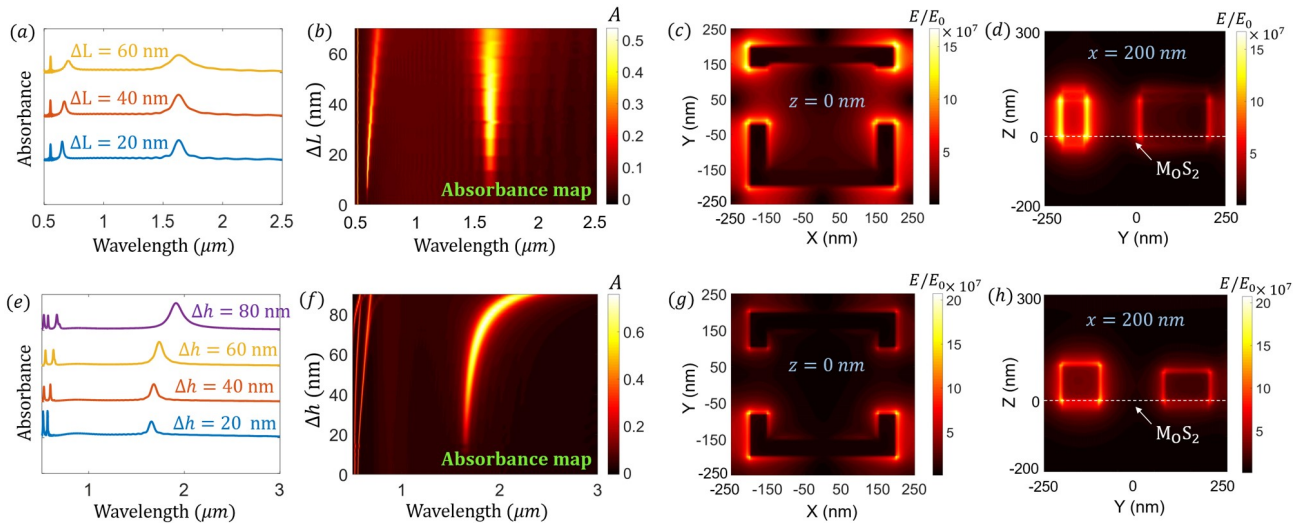 (a)
ΔL = 60 nm
ΔL = 40 nm
ΔL = 20 nm
Absorbance
0.5 1 1.5 2 2.5
Wavelength (μm)
(b)
A
ΔL (nm)
60
40
20
0
Absorbance map
0.5 1 1.5 2 2.5
Wavelength (μm)
0.5
0.4
0.3
0.2
0.1
0
(c)
E/E0
× 10⁷
z = 0 nm
Y (nm)
250
150
50
-50
-150
-250
-250 -150 50 50 150 250
X (nm)
15
10
5
(d)
E/E0
× 10⁷
x = 200 nm
Z (nm)
300
0
-200
MOS2
-250 0 250
Y (nm)
15
10
5
(e)
Δh = 80 nm
Δh = 60 nm
Δh = 40 nm
Δh = 20 nm
Absorbance
1 2 3
Wavelength (μm)
(f)
A
Δh (nm)
80
60
40
20
0
Absorbance map
1 2 3
Wavelength (μm)
0.6
0.4
0.2
0
(g)
E/E0× 10⁷
z = 0 nm
Y (nm)
250
150
50
-50
-150
-250
-250 -150 50 50 150 250
X (nm)
20
15
10
5
(h)
E/E0
× 10⁷
x = 200 nm
Z (nm)
300
0
-200
MOS2
-250 0 250
Y (nm)
20
15
10
5